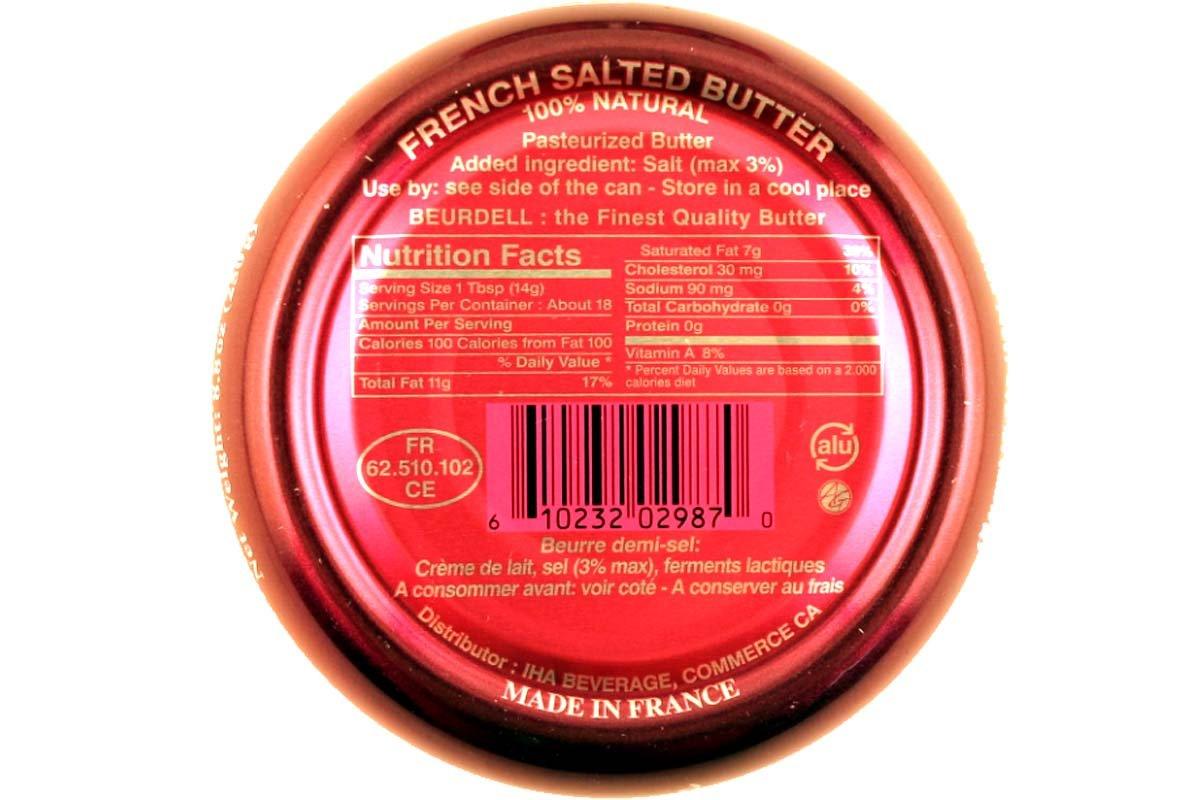 FRENCH SALTED BUTTER
100% NATURAL
Pasteurized Butter
Added ingredient: Salt (max 3%)
Use by: see side of the can - Store in a cool place
BEURDELL : the Finest Quality Butter
Nutrition Facts
Serving Size 1 Tbsp (14g)
Servings Per Container : About 18
Amount Per Serving
Calories 100 Calories from Fat 100
% Daily Value *
Total Fat 11g 17%
Saturated Fat 7g
Cholesterol 30 mg 10%
Sodium 90 mg 4%
Total Carbohydrate 0g 0%
Protein 0g
Vitamin A 8%
* Percent Daily Values are based on a 2.000
calories diet
FR
62.510.102
CE
6 10232 02987 0
alu
Beurre demi-sel:
Crème de lait, sel (3% max), ferments lactiques
A consommer avant: voir coté - A conserver au frais
Distributor : IHA BEVERAGE, COMMERCE CA
MADE IN FRANCE
Net Weight: 8.8oz